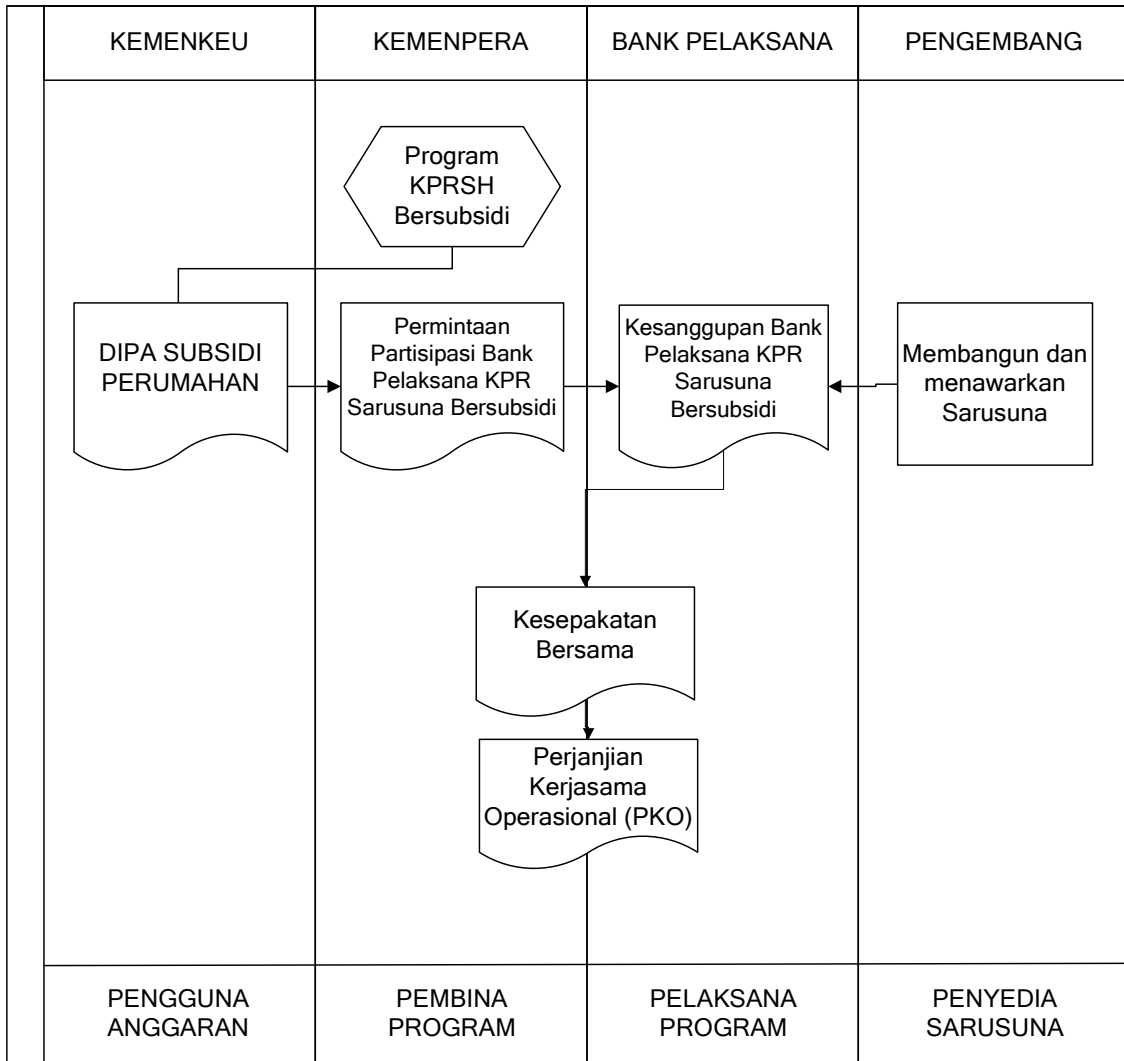 KEMENKEU
KEMENPERA
BANK PELAKSANA
PENGEMBANG
Program
KPRSH
Bersubsidi
DIPA SUBSIDI
PERUMAHAN
Permintaan
Partisipasi Bank
Pelaksana KPR
Sarusuna Bersubsidi
Kesanggupan Bank
Pelaksana KPR
Sarusuna
Bersubsidi
Membangun dan
menawarkan
Sarusuna
Kesepakatan
Bersama
Perjanjian
Kerjasama
Operasional (PKO)
PENGGUNA
ANGGARAN
PEMBINA
PROGRAM
PELAKSANA
PROGRAM
PENYEDIA
SARUSUNA